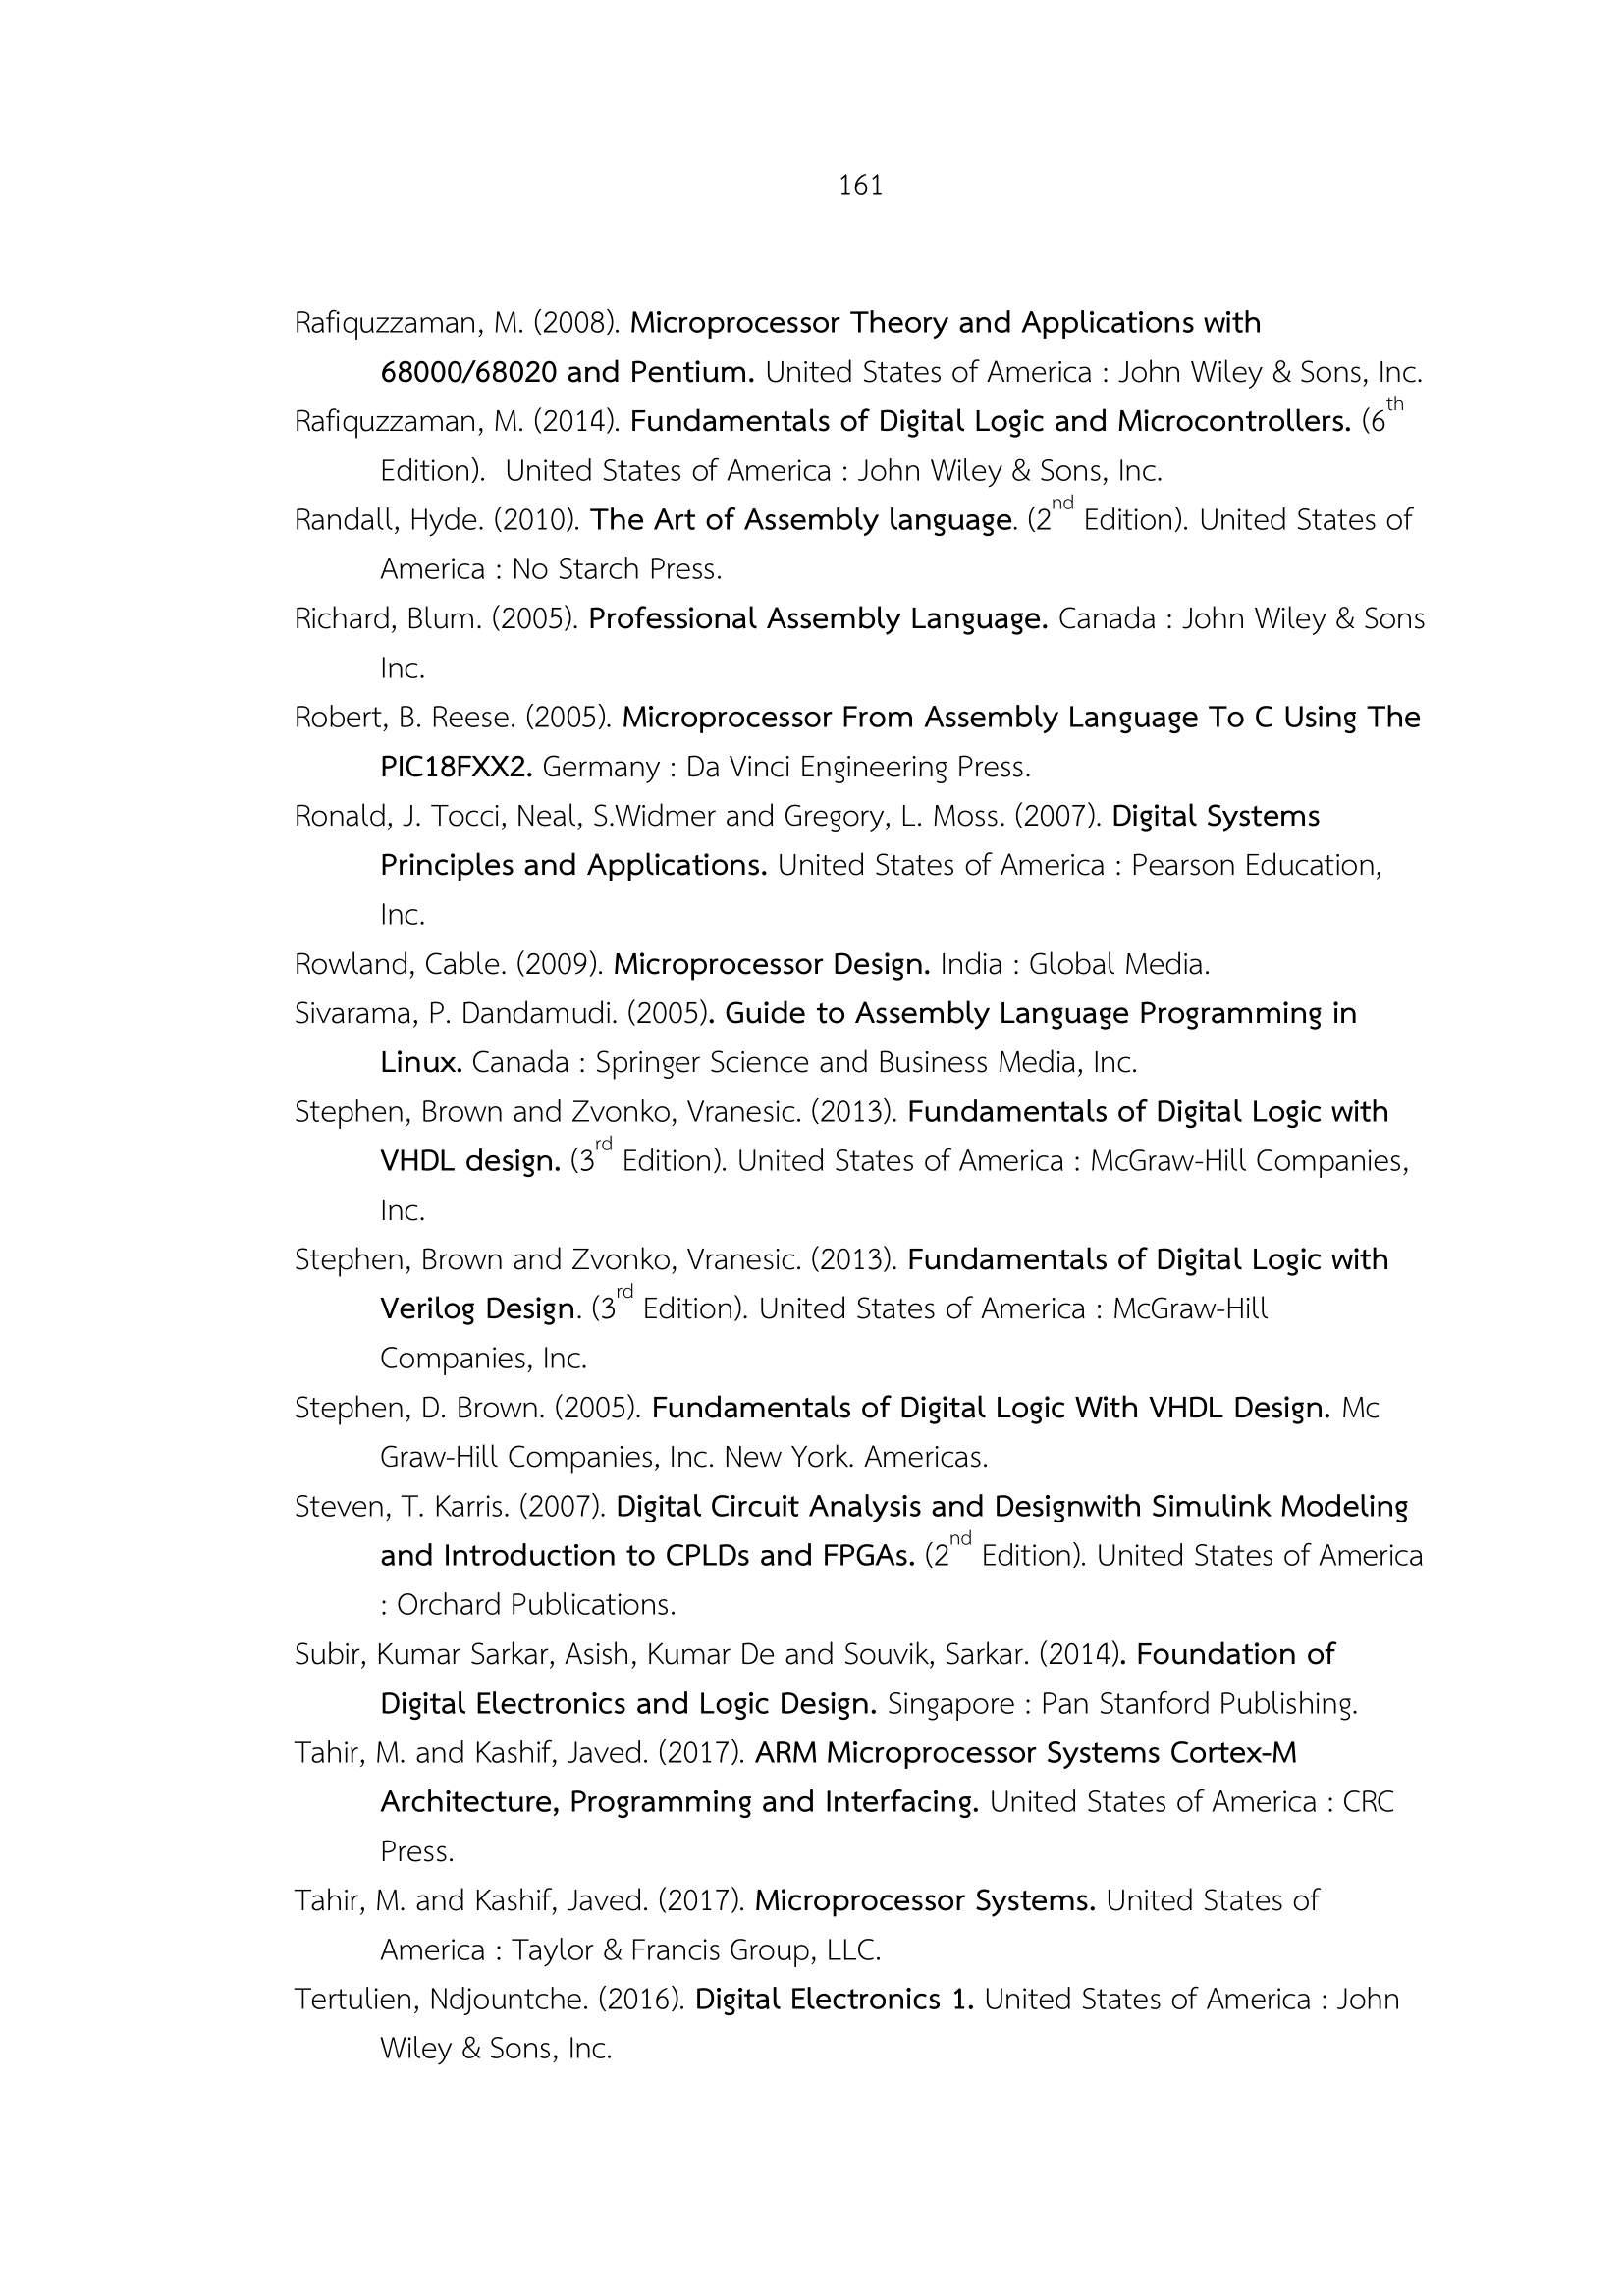 161
Rafiquzzaman, M. (2008). Microprocessor Theory and Applications with
68000/68020 and Pentium. United States of America : John Wiley & Sons, Inc.
Rafiquzzaman, M. (2014). Fundamentals of Digital Logic and Microcontrollers. (6th
Edition).  United States of America : John Wiley & Sons, Inc.
Randall, Hyde. (2010). The Art of Assembly language. (2nd Edition). United States of
America : No Starch Press.
Richard, Blum. (2005). Professional Assembly Language. Canada : John Wiley & Sons
Inc.
Robert, B. Reese. (2005). Microprocessor From Assembly Language To C Using The
PIC18FXX2. Germany : Da Vinci Engineering Press.
Ronald, J. Tocci, Neal, S.Widmer and Gregory, L. Moss. (2007). Digital Systems
Principles and Applications. United States of America : Pearson Education,
Inc.
Rowland, Cable. (2009). Microprocessor Design. India : Global Media.
Sivarama, P. Dandamudi. (2005). Guide to Assembly Language Programming in
Linux. Canada : Springer Science and Business Media, Inc.
Stephen, Brown and Zvonko, Vranesic. (2013). Fundamentals of Digital Logic with
VHDL design. (3rd Edition). United States of America : McGraw-Hill Companies,
Inc.
Stephen, Brown and Zvonko, Vranesic. (2013). Fundamentals of Digital Logic with
Verilog Design. (3rd Edition). United States of America : McGraw-Hill
Companies, Inc.
Stephen, D. Brown. (2005). Fundamentals of Digital Logic With VHDL Design. Mc
Graw-Hill Companies, Inc. New York. Americas.
Steven, T. Karris. (2007). Digital Circuit Analysis and Designwith Simulink Modeling
and Introduction to CPLDs and FPGAs. (2nd Edition). United States of America
: Orchard Publications.
Subir, Kumar Sarkar, Asish, Kumar De and Souvik, Sarkar. (2014). Foundation of
Digital Electronics and Logic Design. Singapore : Pan Stanford Publishing.
Tahir, M. and Kashif, Javed. (2017). ARM Microprocessor Systems Cortex-M
Architecture, Programming and Interfacing. United States of America : CRC
Press.
Tahir, M. and Kashif, Javed. (2017). Microprocessor Systems. United States of
America : Taylor & Francis Group, LLC.
Tertulien, Ndjountche. (2016). Digital Electronics 1. United States of America : John
Wiley & Sons, Inc.